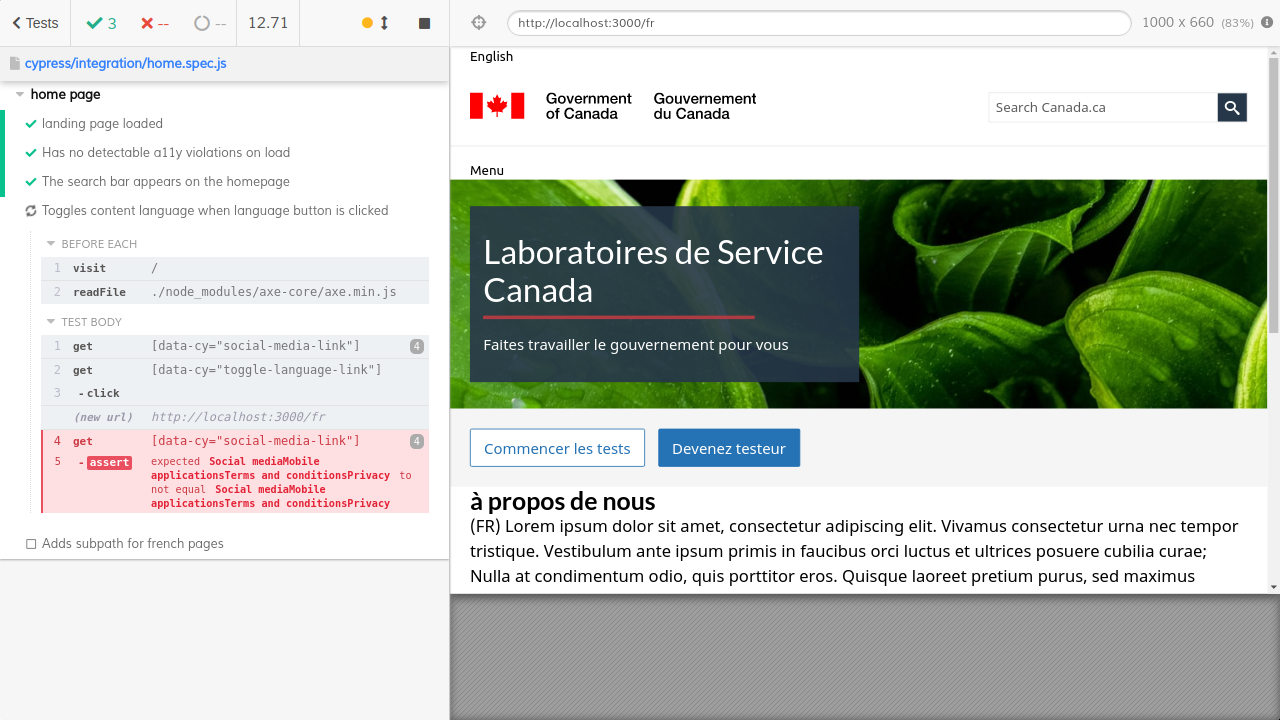 Tests
3
--
--
12.71
http://localhost:3000/fr
1000 x 660 (83%)
cypress/integration/home.spec.js
home page
landing page loaded
Has no detectable a11y violations on load
The search bar appears on the homepage
Toggles content language when language button is clicked
BEFORE EACH
1 visit /
2 readFile ./node_modules/axe-core/axe.min.js
TEST BODY
1 get [data-cy="social-media-link"] 4
2 get [data-cy="toggle-language-link"]
3 -click
(new url) http://localhost:3000/fr
4 get [data-cy="social-media-link"] 4
5 -assert expected Social mediaMobile
applicationsTerms and conditionsPrivacy to
not equal Social mediaMobile
applicationsTerms and conditionsPrivacy
Adds subpath for french pages
English
Government
of Canada
Gouvernement
du Canada
Search Canada.ca
Menu
Laboratoires de Service
Canada
Faites travailler le gouvernement pour vous
Commencer les tests
Devenez testeur
à propos de nous
(FR) Lorem ipsum dolor sit amet, consectetur adipiscing elit. Vivamus consectetur urna nec tempor
tristique. Vestibulum ante ipsum primis in faucibus orci luctus et ultrices posuere cubilia curae;
Nulla at condimentum odio, quis porttitor eros. Quisque laoreet pretium purus, sed maximus